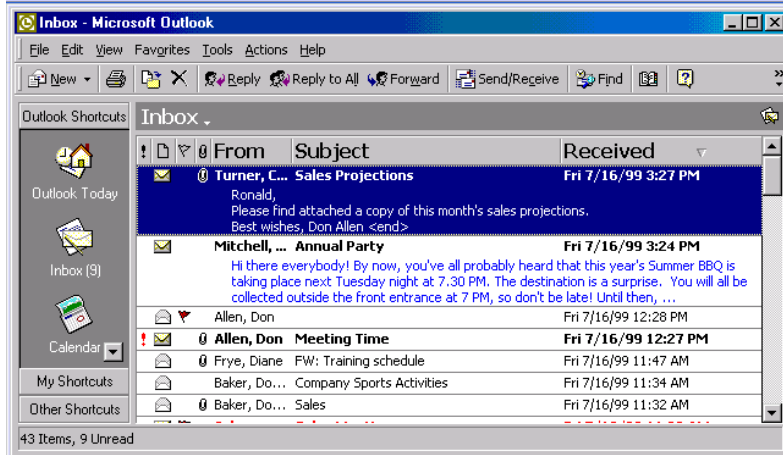 Inbox - Microsoft Outlook
File Edit View Favorites Tools Actions Help
New Reply Reply to All Forward Send/Receive Find
Outlook Shortcuts
Inbox
! From Subject Received
Turner, C... Sales Projections Fri 7/16/99 3:27 PM
Ronald,
Please find attached a copy of this month's sales projections.
Best wishes, Don Allen <end>
Outlook Today
Mitchell, ... Annual Party Fri 7/16/99 3:24 PM
Hi there everybody! By now, you've all probably heard that this year's Summer BBQ is
taking place next Tuesday night at 7.30 PM. The destination is a surprise. You will be all
collected outside the front entrance at 7 PM, so don't be late! Until then, ...
Inbox (9)
Allen, Don Fri 7/16/99 12:28 PM
! Allen, Don Meeting Time Fri 7/16/99 12:27 PM
Calendar
Frye, Diane FW: Training schedule Fri 7/16/99 11:47 AM
My Shortcuts
Baker, Do... Company Sports Activities Fri 7/16/99 11:34 AM
Other Shortcuts
Baker, Do... Sales Fri 7/16/99 11:32 AM
43 Items, 9 Unread